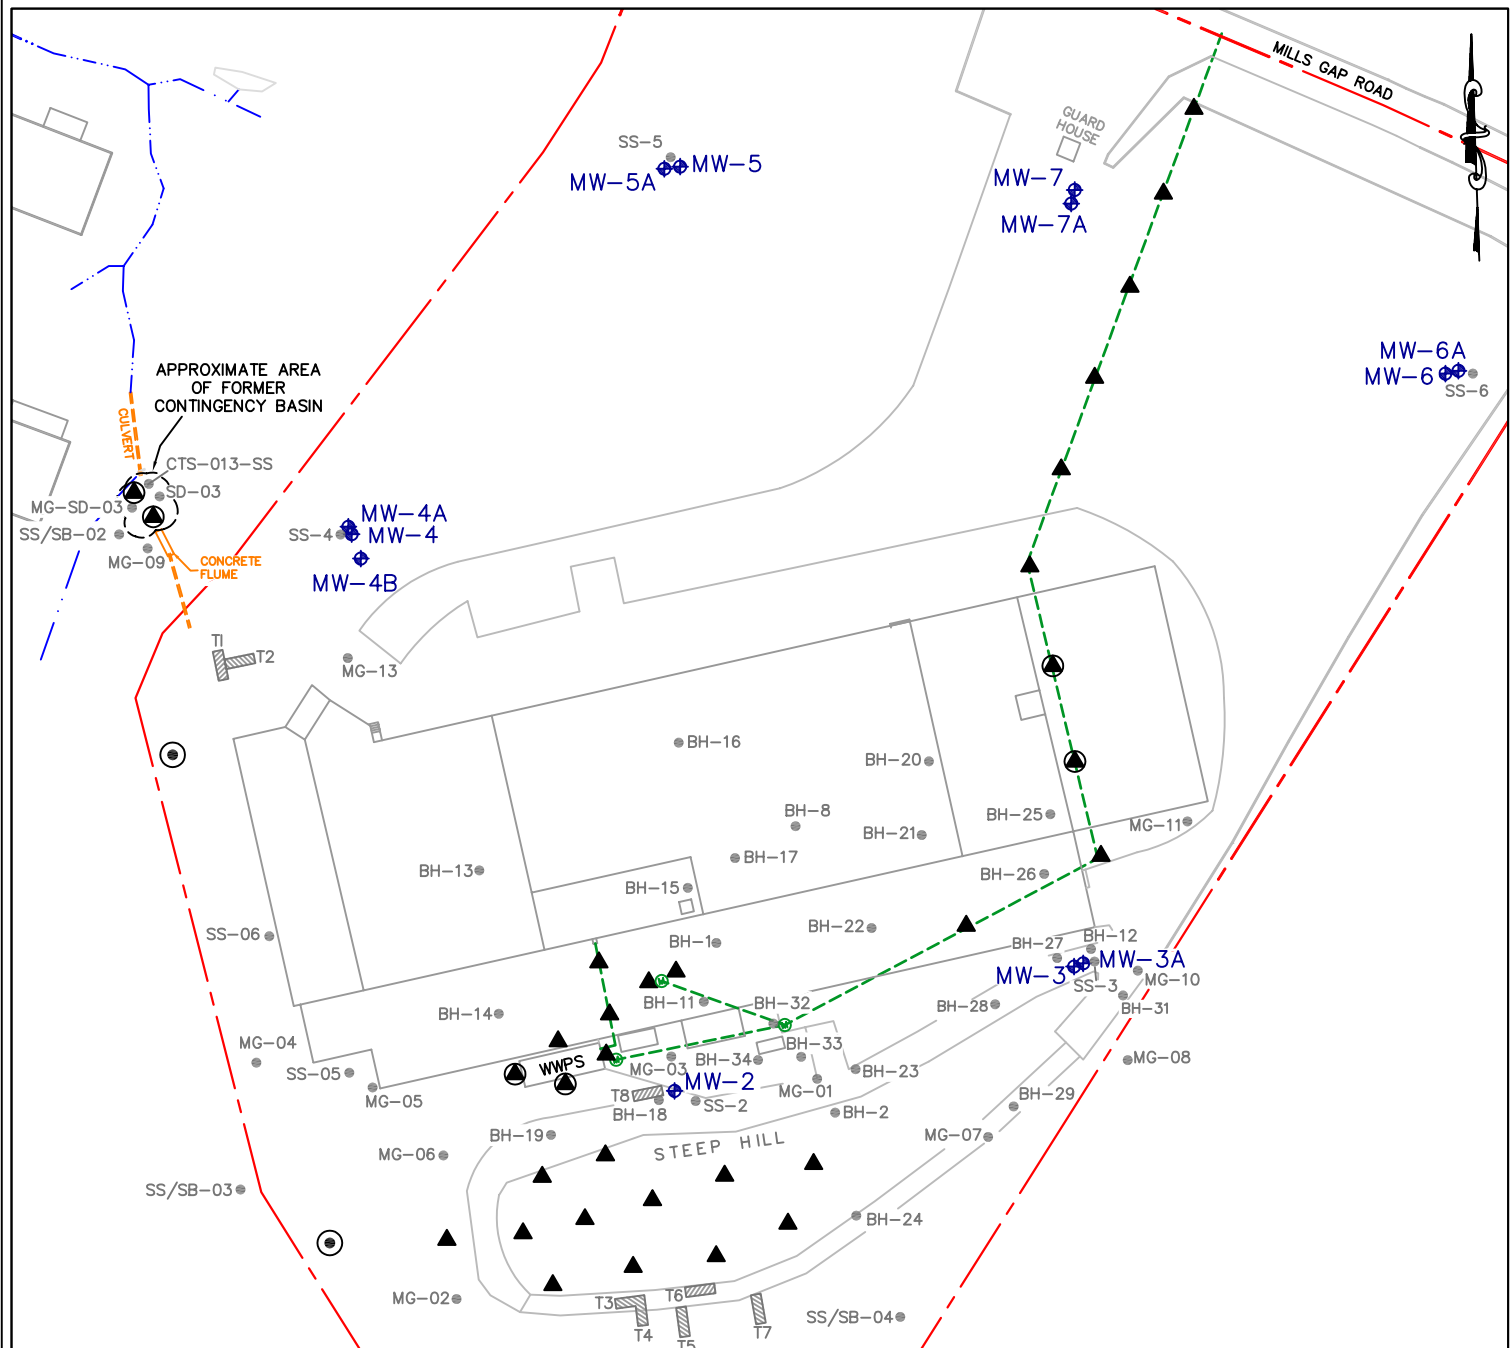 MILLS GAP ROAD
GUARD
HOUSE
SS-5
MW-5
MW-5A
MW-7
MW-7A
MW-6A
MW-6
SS-6
APPROXIMATE AREA
OF FORMER
CONTINGENCY BASIN
CULVERT
CTS-013-SS
SD-03
MG-SD-03
SS/SB-02
MG-09
CONCRETE
FLUME
MW-4A
SS-4
MW-4
MW-4B
T1
T2
MG-13
BH-16
BH-20
BH-8
BH-25
MG-11
BH-21
BH-17
BH-13
BH-15
BH-26
SS-06
BH-1
BH-22
BH-27
BH-12
MW-3
MW-3A
SS-3
MG-10
BH-31
BH-14
BH-11
BH-32
BH-28
MG-04
SS-05
MG-05
WWPS
MG-03
BH-34
BH-33
MG-01
BH-23
MG-08
T8
MW-2
BH-18
SS-2
BH-2
BH-29
BH-19
MG-07
STEEP HILL
MG-06
SS/SB-03
BH-24
MG-02
T3
T6
T4
T5
T7
SS/SB-04